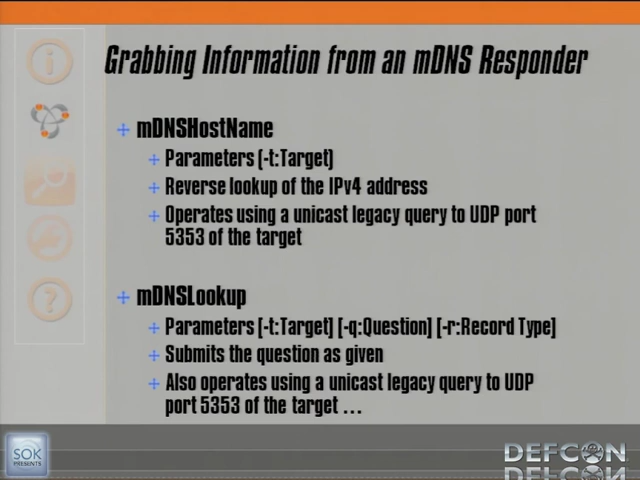 Grabbing Information from an mDNS Responder
mDNSHostName
Parameters [-t:Target]
Reverse lookup of the IPv4 address
Operates using a unicast legacy query to UDP port
5353 of the target
mDNSLookup
Parameters [-t:Target] [-q:Question] [-r:Record Type]
Submits the question as given
Also operates using a unicast legacy query to UDP
port 5353 of the target ...
?
SOK
PRESENTS
DEFCON